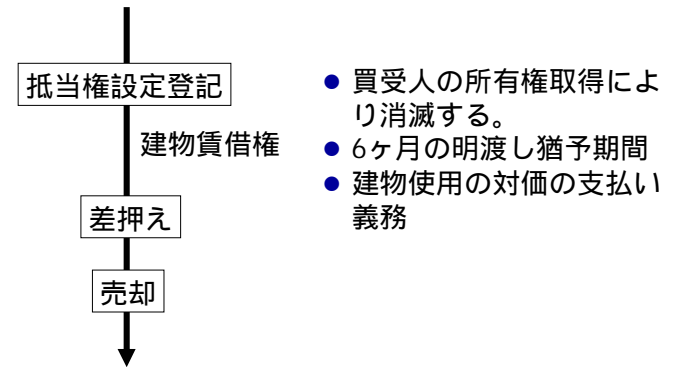 抵当権設定登記
建物賃借権
差押え
売却
● 買受人の所有権取得によ
り消滅する。
● 6ヶ月の明渡し猶予期間
● 建物使用の対価の支払い
義務